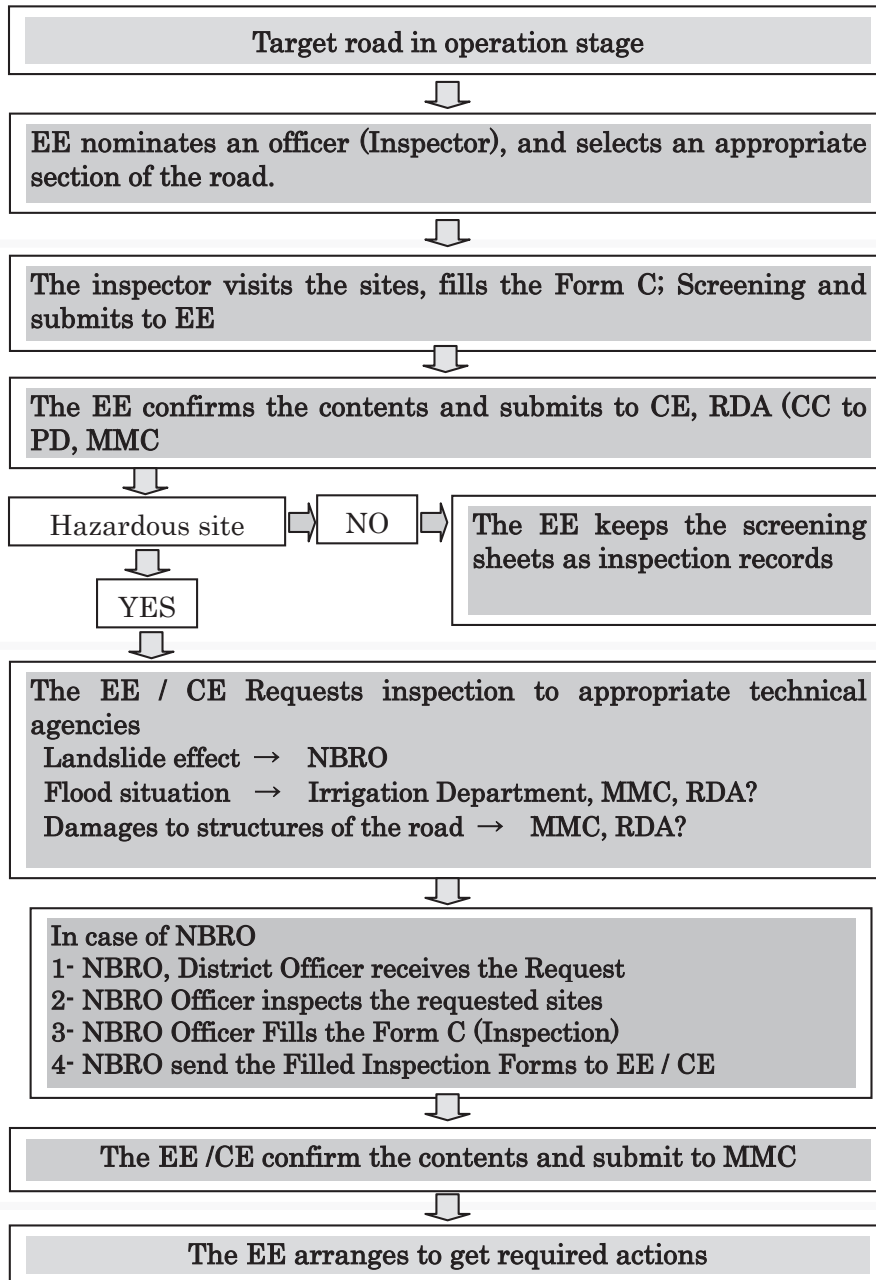 Target road in operation stage
EE nominates an officer (Inspector), and selects an appropriate
section of the road.
The inspector visits the sites, fills the Form C; Screening and
submits to EE
The EE confirms the contents and submits to CE, RDA (CC to
PD, MMC
Hazardous site
NO
The EE keeps the screening
sheets as inspection records
YES
The EE / CE Requests inspection to appropriate technical
agencies
Landslide effect → NBRO
Flood situation → Irrigation Department, MMC, RDA?
Damages to structures of the road → MMC, RDA?
In case of NBRO
1- NBRO, District Officer receives the Request
2- NBRO Officer inspects the requested sites
3- NBRO Officer Fills the Form C (Inspection)
4- NBRO send the Filled Inspection Forms to EE / CE
The EE /CE confirm the contents and submit to MMC
The EE arranges to get required actions